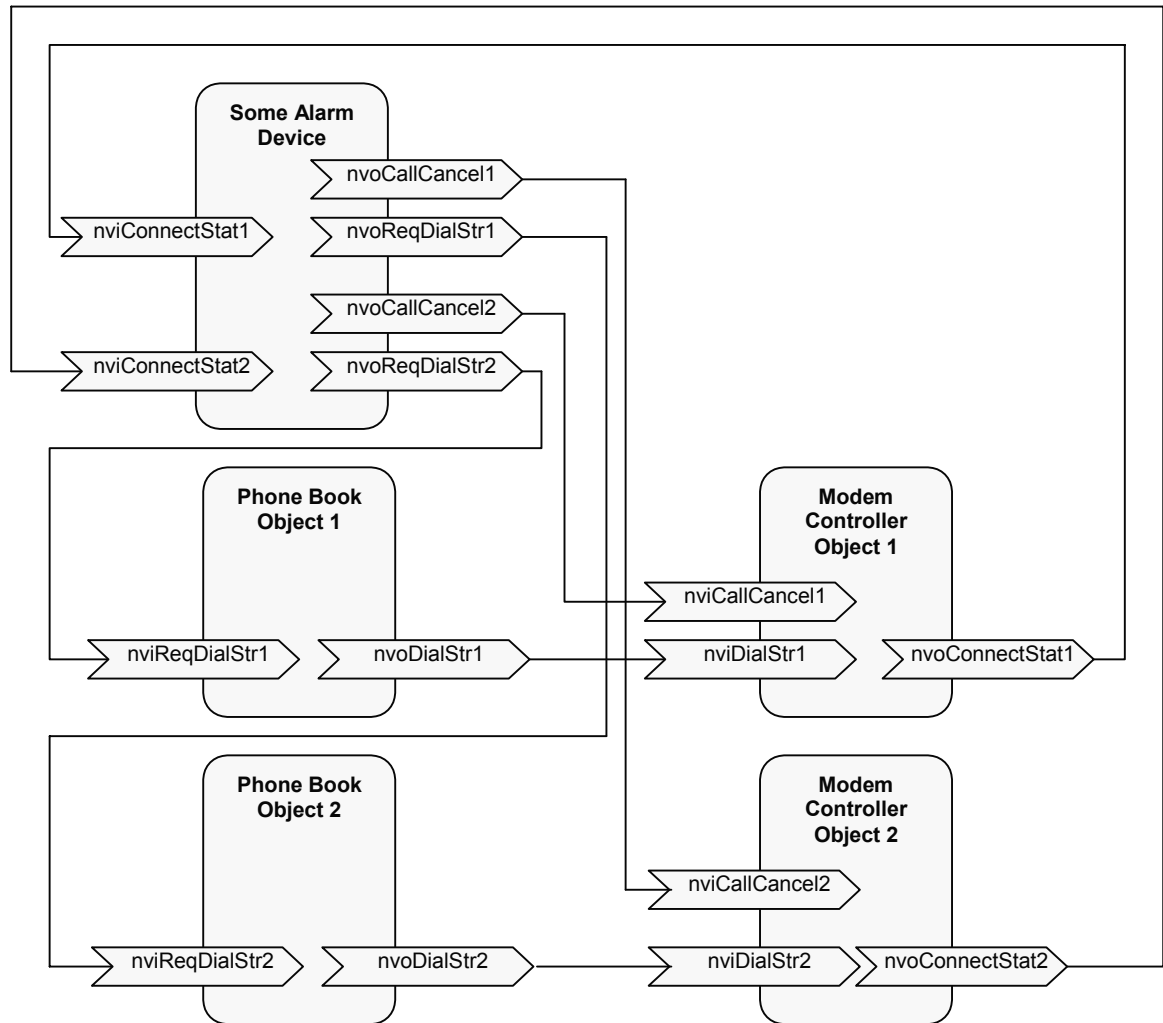 Some Alarm
Device
nvoCallCancel1
nviConnectStat1
nvoReqDialStr1
nvoCallCancel2
nviConnectStat2
nvoReqDialStr2
Phone Book
Object 1
nviReqDialStr1
nvoDialStr1
Modem
Controller
Object 1
nviCallCancel1
nviDialStr1
nvoConnectStat1
Phone Book
Object 2
nviReqDialStr2
nvoDialStr2
Modem
Controller
Object 2
nviCallCancel2
nviDialStr2
nvoConnectStat2